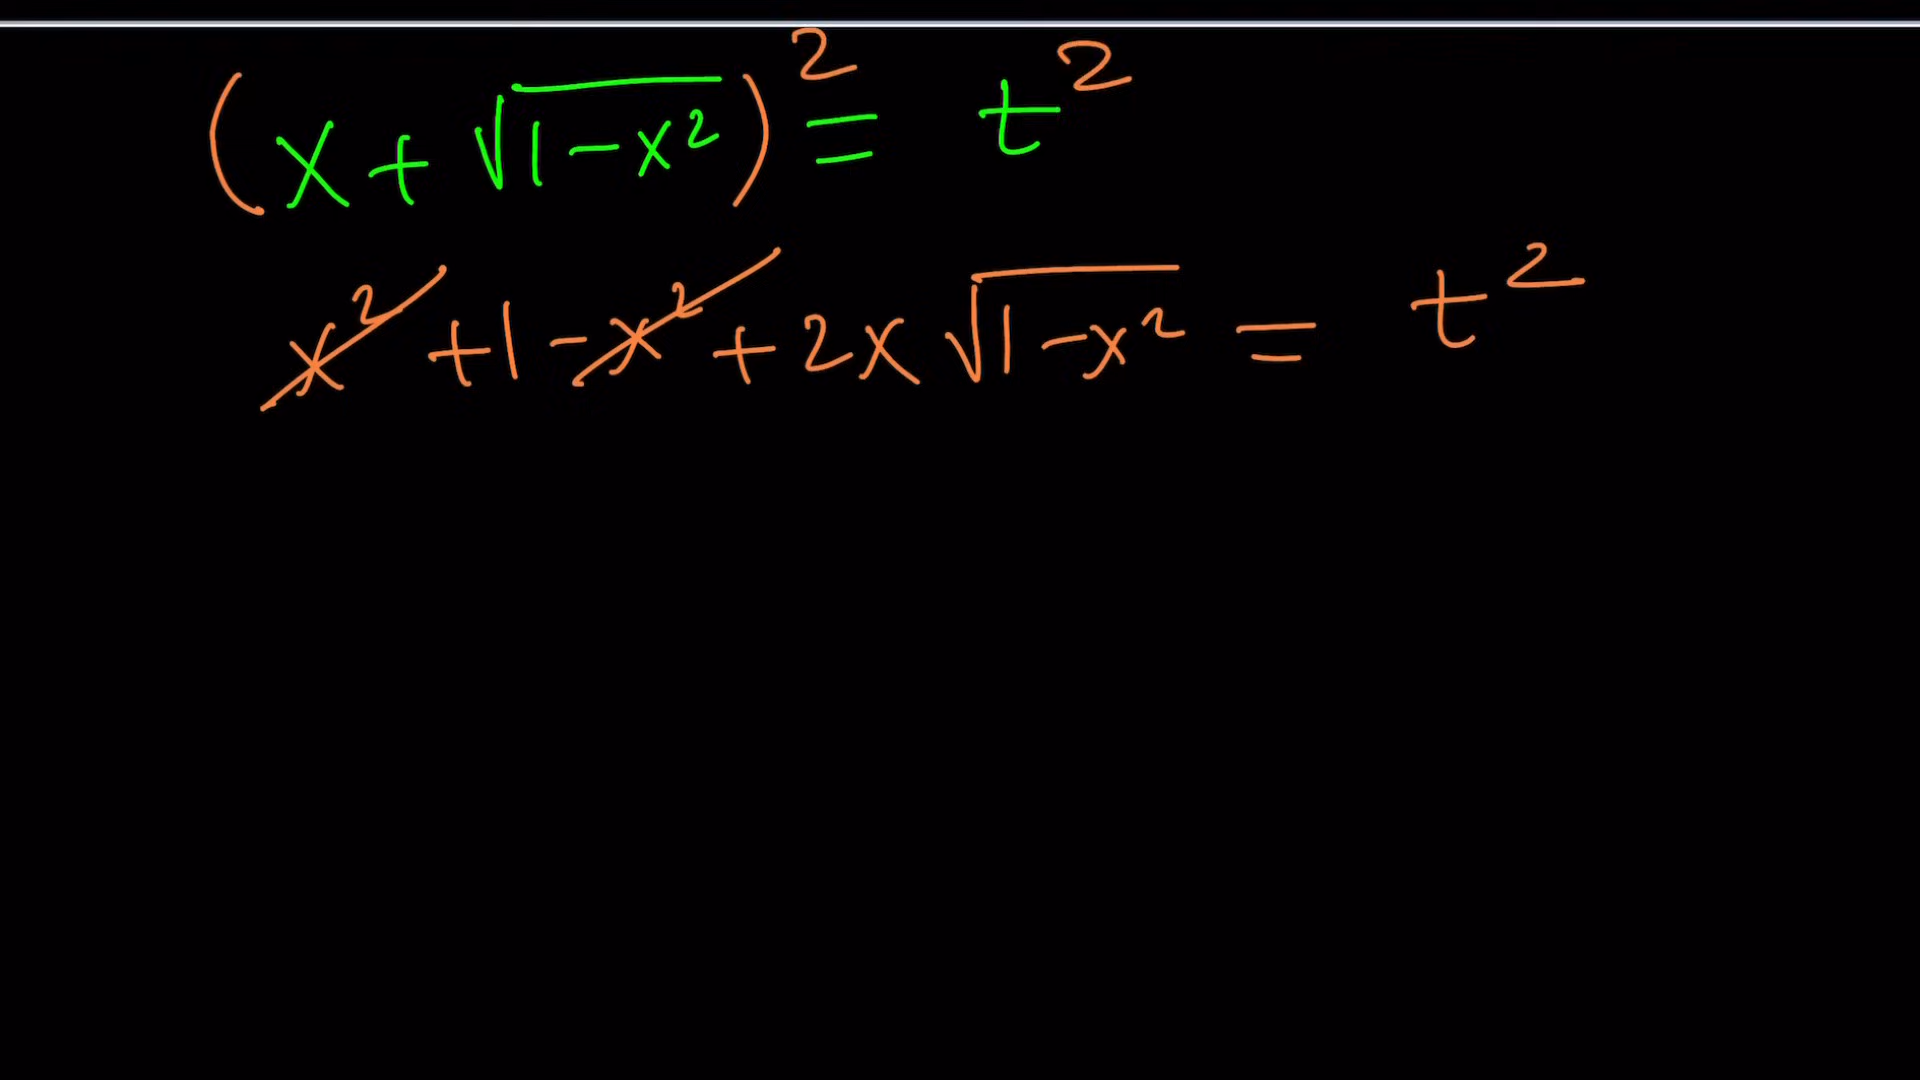 (x+√1-x²)² = t²
x² +1-x²+2x√1-x² = t²